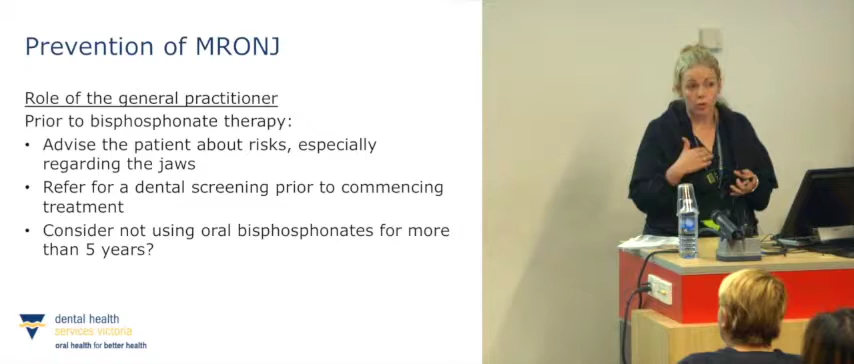 Prevention of MRONJ
Role of the general practitioner
Prior to bisphosphonate therapy:
• Advise the patient about risks, especially
regarding the jaws
• Refer for a dental screening prior to commencing
treatment
• Consider not using oral bisphosphonates for more
than 5 years?
dental health
services victoria
oral health for better health